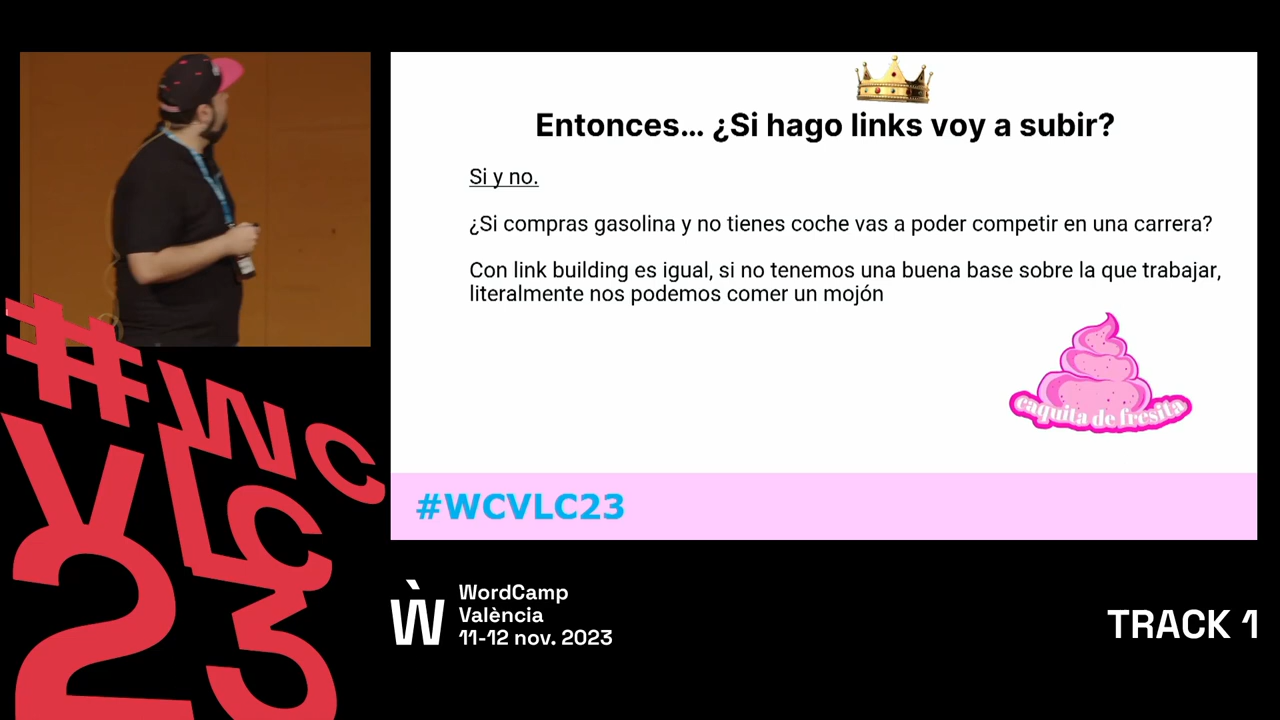 Entonces... ¿Si hago links voy a subir?
Si y no.
¿Si compras gasolina y no tienes coche vas a poder competir en una carrera?
Con link building es igual, si no tenemos una buena base sobre la que trabajar,
literalmente nos podemos comer un mojón
caquita de fresita
#WCVLC23
#WC
VLC
23
Ẁ
WordCamp
València
11-12 nov. 2023
TRACK 1